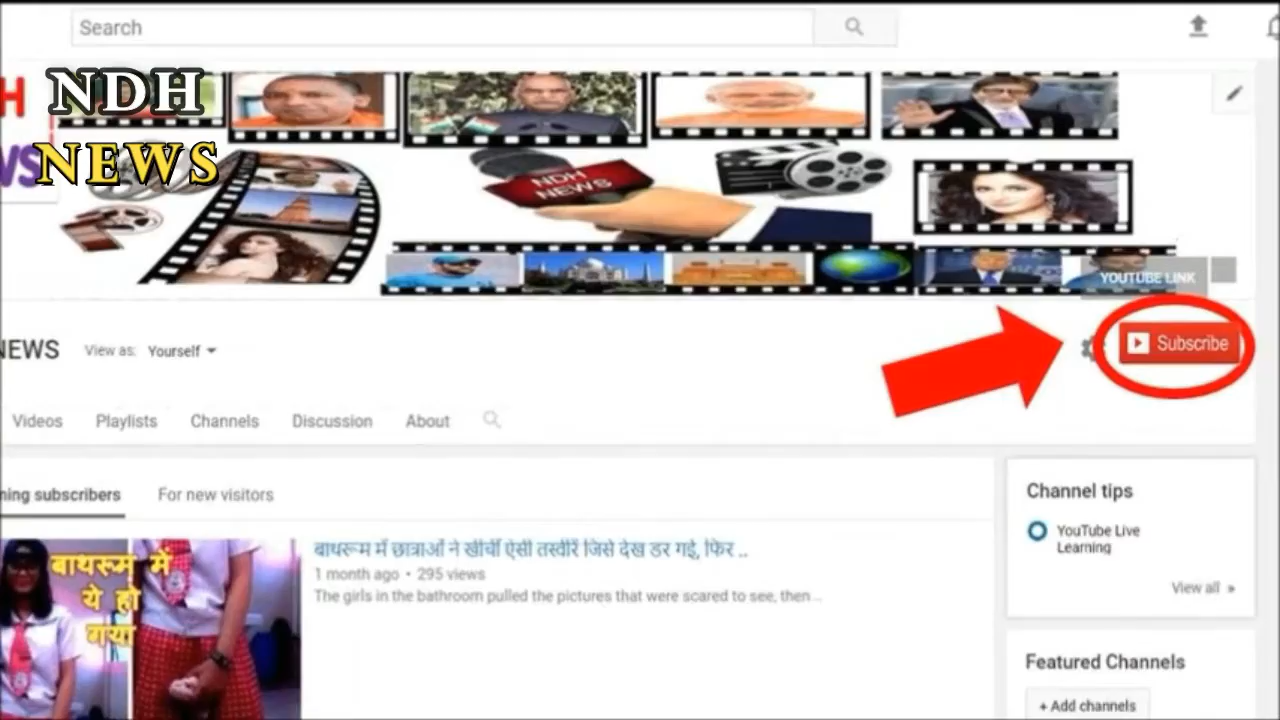 Search
H
NDH
WS
NEWS
NDH
NEWS
YOUTUBE LINK
NEWS
View as: Yourself
Subscribe
Videos
Playlists
Channels
Discussion
About
ning subscribers
For new visitors
Channel tips
YouTube Live
Learning
View all »
बाथरूम में
ये हो
गया
बाथरूम में छात्राओं ने खींचीं ऐसी तस्वीरें जिसे देख डर गई, फिर ..
1 month ago • 295 views
The girls in the bathroom pulled the pictures that were scared to see, then ...
Featured Channels
+ Add channels